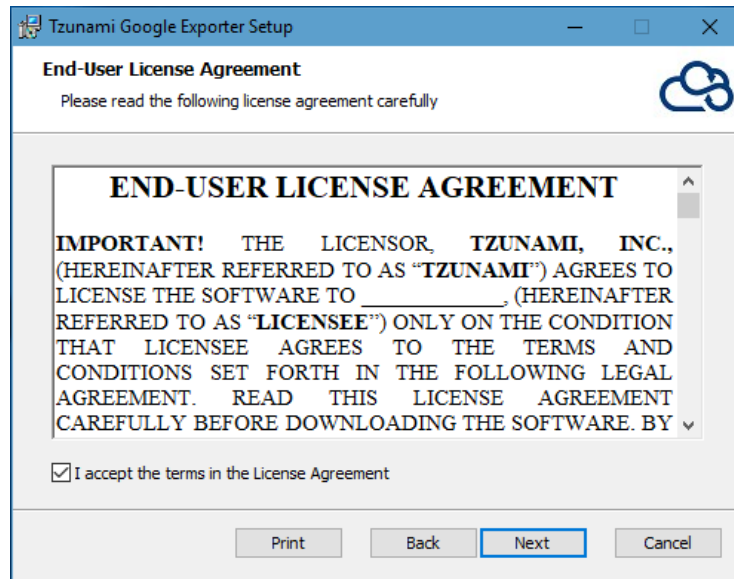 Tzunami Google Exporter Setup
End-User License Agreement
Please read the following license agreement carefully
END-USER LICENSE AGREEMENT
IMPORTANT! THE LICENSOR, TZUNAMI, INC.,
(HEREINAFTER REFERRED TO AS “TZUNAMI”) AGREES TO
LICENSE THE SOFTWARE TO ____________, (HEREINAFTER
REFERRED TO AS “LICENSEE”) ONLY ON THE CONDITION
THAT LICENSEE AGREES TO THE TERMS AND
CONDITIONS SET FORTH IN THE FOLLOWING LEGAL
AGREEMENT. READ THIS LICENSE AGREEMENT
CAREFULLY BEFORE DOWNLOADING THE SOFTWARE. BY
I accept the terms in the License Agreement
Print Back Next Cancel